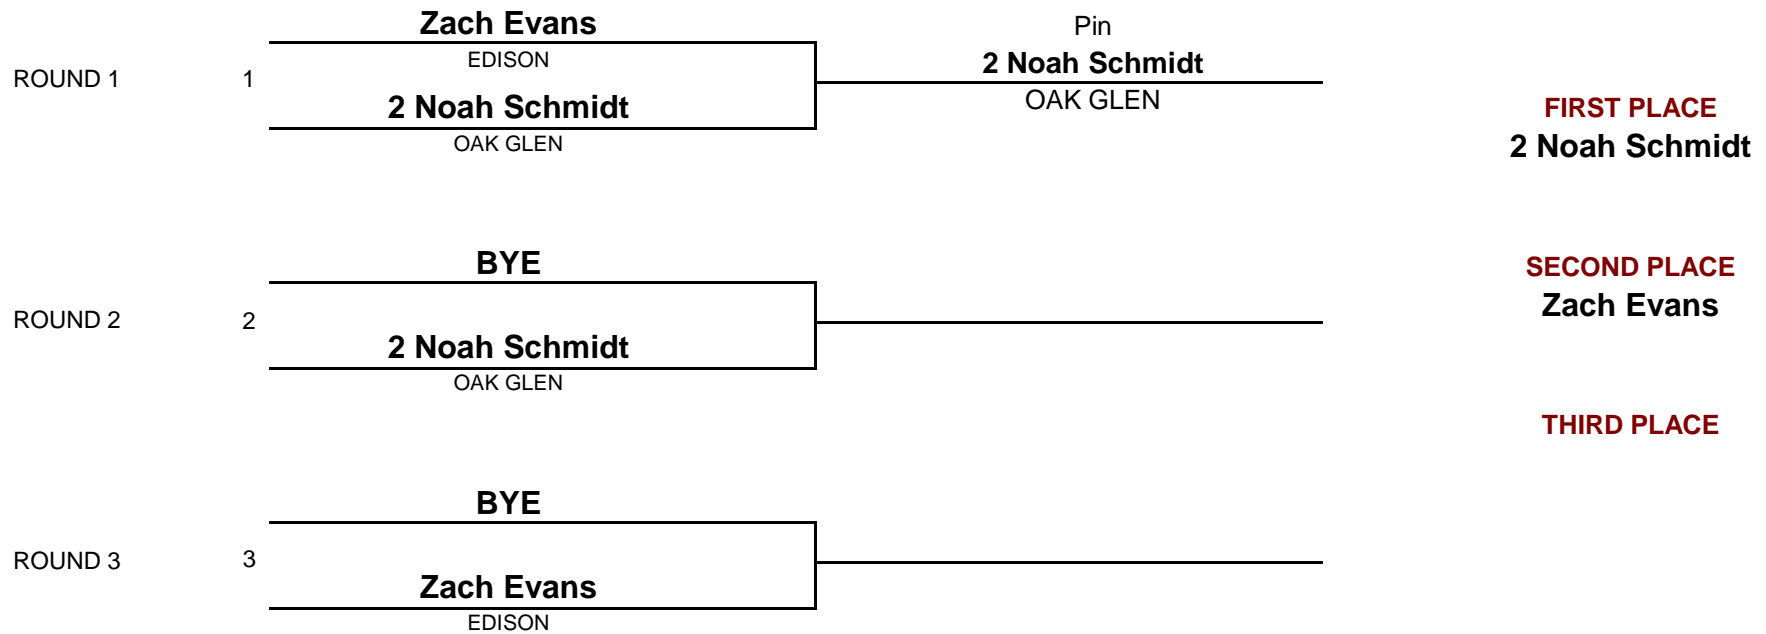 Zach Evans
EDISON
ROUND 1
1
2 Noah Schmidt
OAK GLEN
Pin
2 Noah Schmidt
OAK GLEN
FIRST PLACE
2 Noah Schmidt
BYE
ROUND 2
2
2 Noah Schmidt
OAK GLEN
SECOND PLACE
Zach Evans
THIRD PLACE
BYE
ROUND 3
3
Zach Evans
EDISON